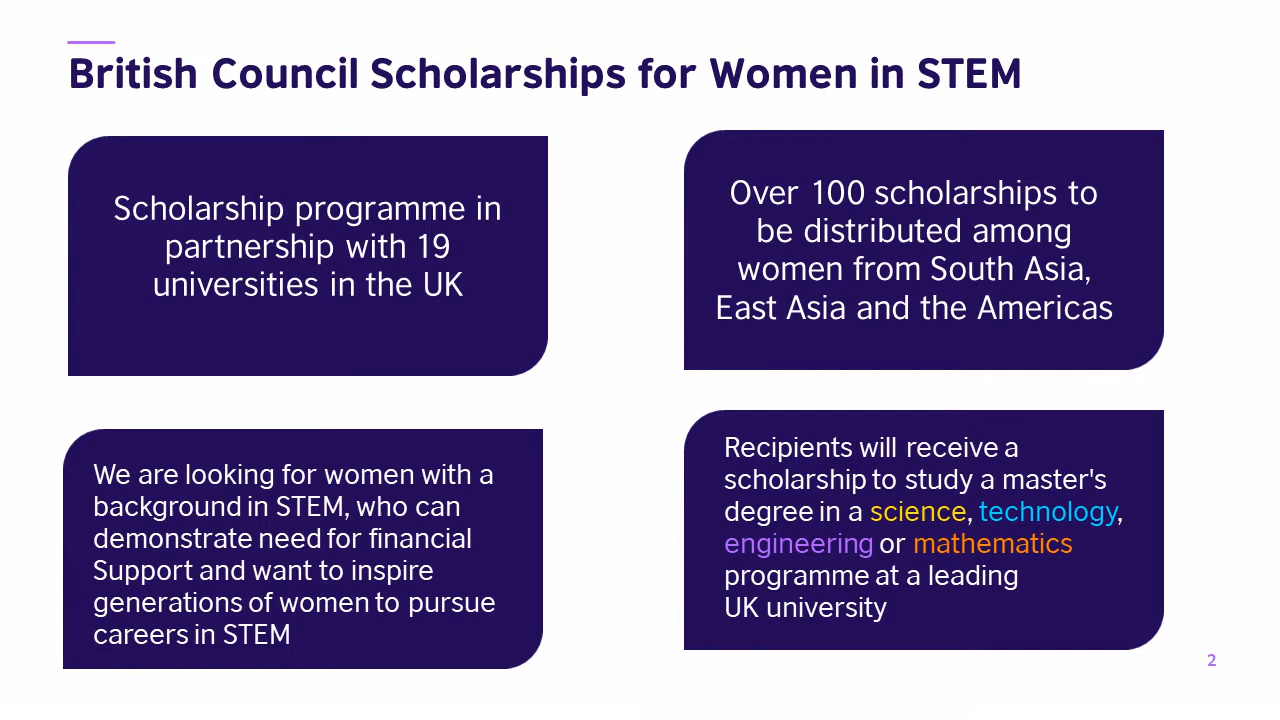 British Council Scholarships for Women in STEM
Scholarship programme in
partnership with 19
universities in the UK
Over 100 scholarships to
be distributed among
women from South Asia,
East Asia and the Americas
We are looking for women with a
background in STEM, who can
demonstrate need for financial
Support and want to inspire
generations of women to pursue
careers in STEM
Recipients will receive a
scholarship to study a master's
degree in a science, technology,
engineering or mathematics
programme at a leading
UK university
2